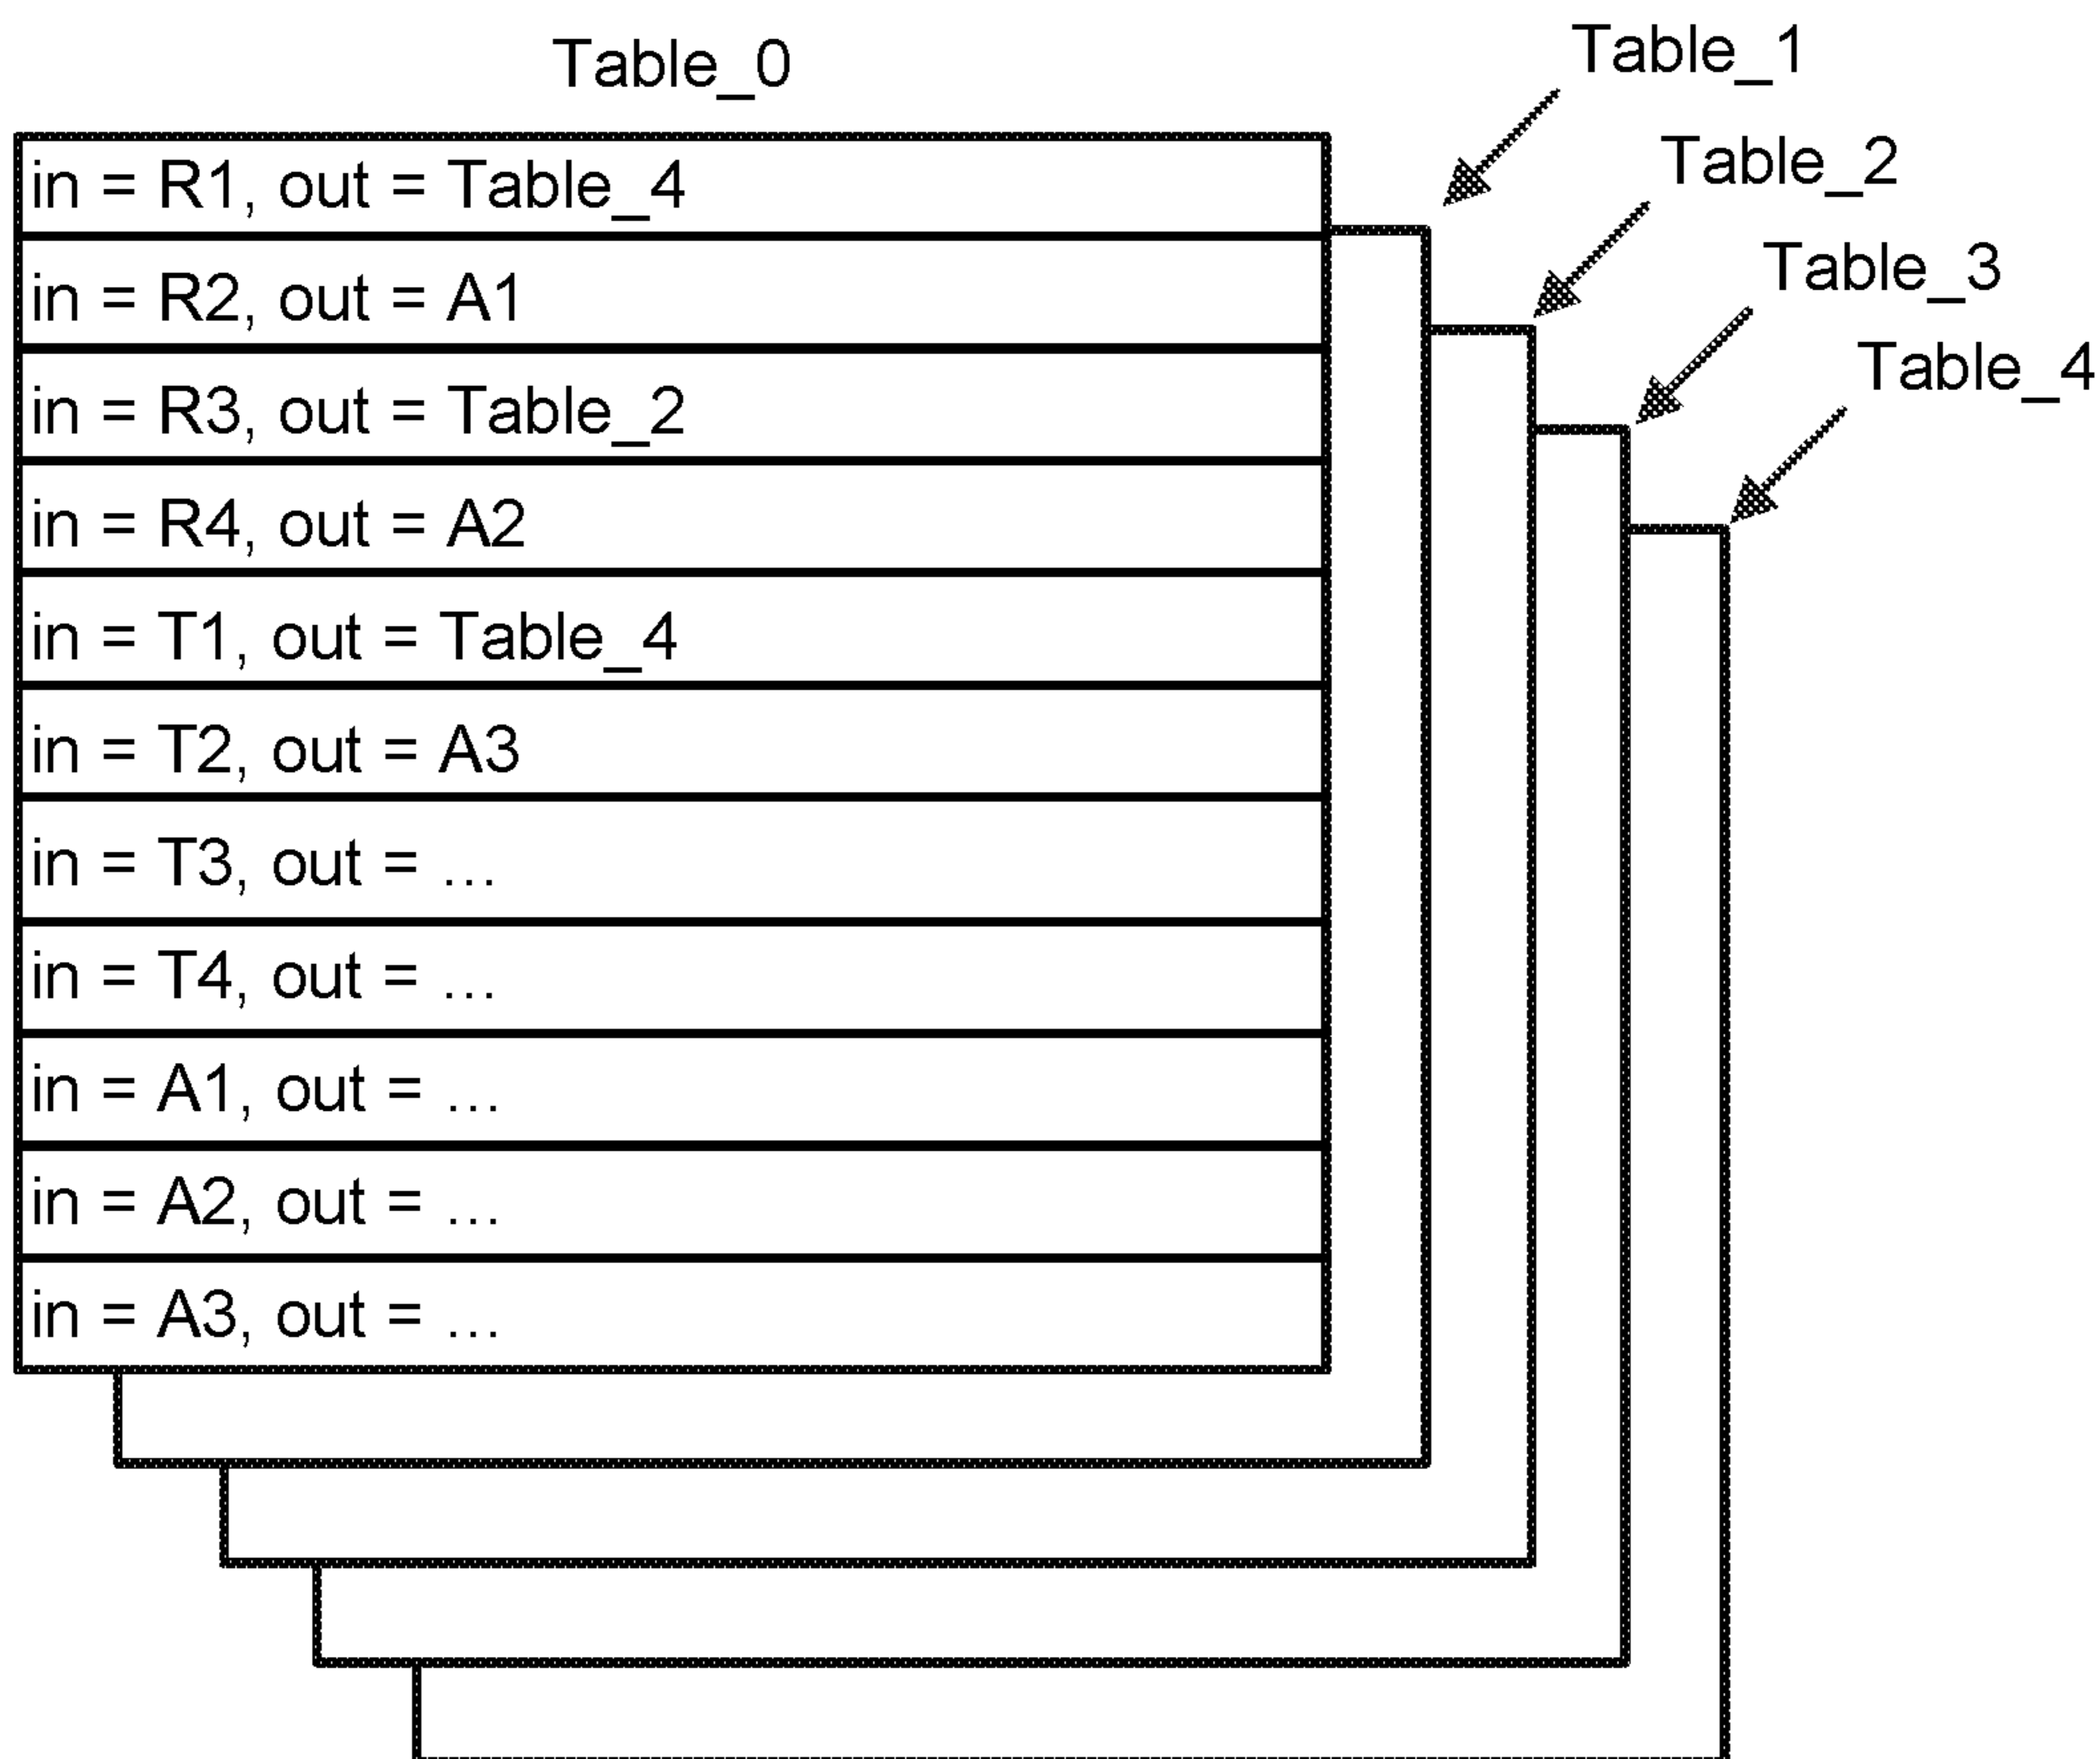 Table_0
Table_1
Table_2
Table_3
Table_4
in = R1, out = Table_4
in = R2, out = A1
in = R3, out = Table_2
in = R4, out = A2
in = T1, out = Table_4
in = T2, out = A3
in = T3, out = ...
in = T4, out = ...
in = A1, out = ...
in = A2, out = ...
in = A3, out = ...